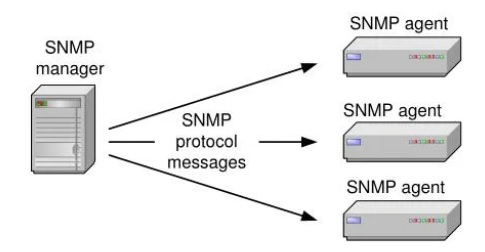 SNMP
manager
SNMP agent
SNMP
protocol
messages
SNMP agent
SNMP agent